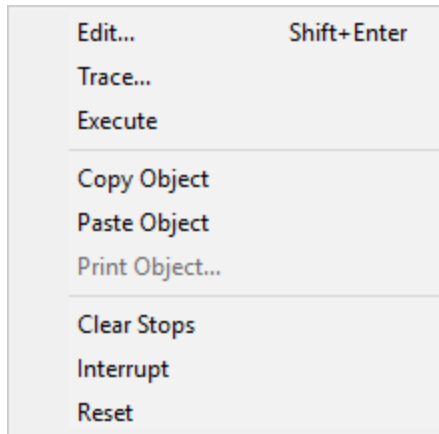 Edit... Shift+Enter
Trace...
Execute
Copy Object
Paste Object
Print Object...
Clear Stops
Interrupt
Reset